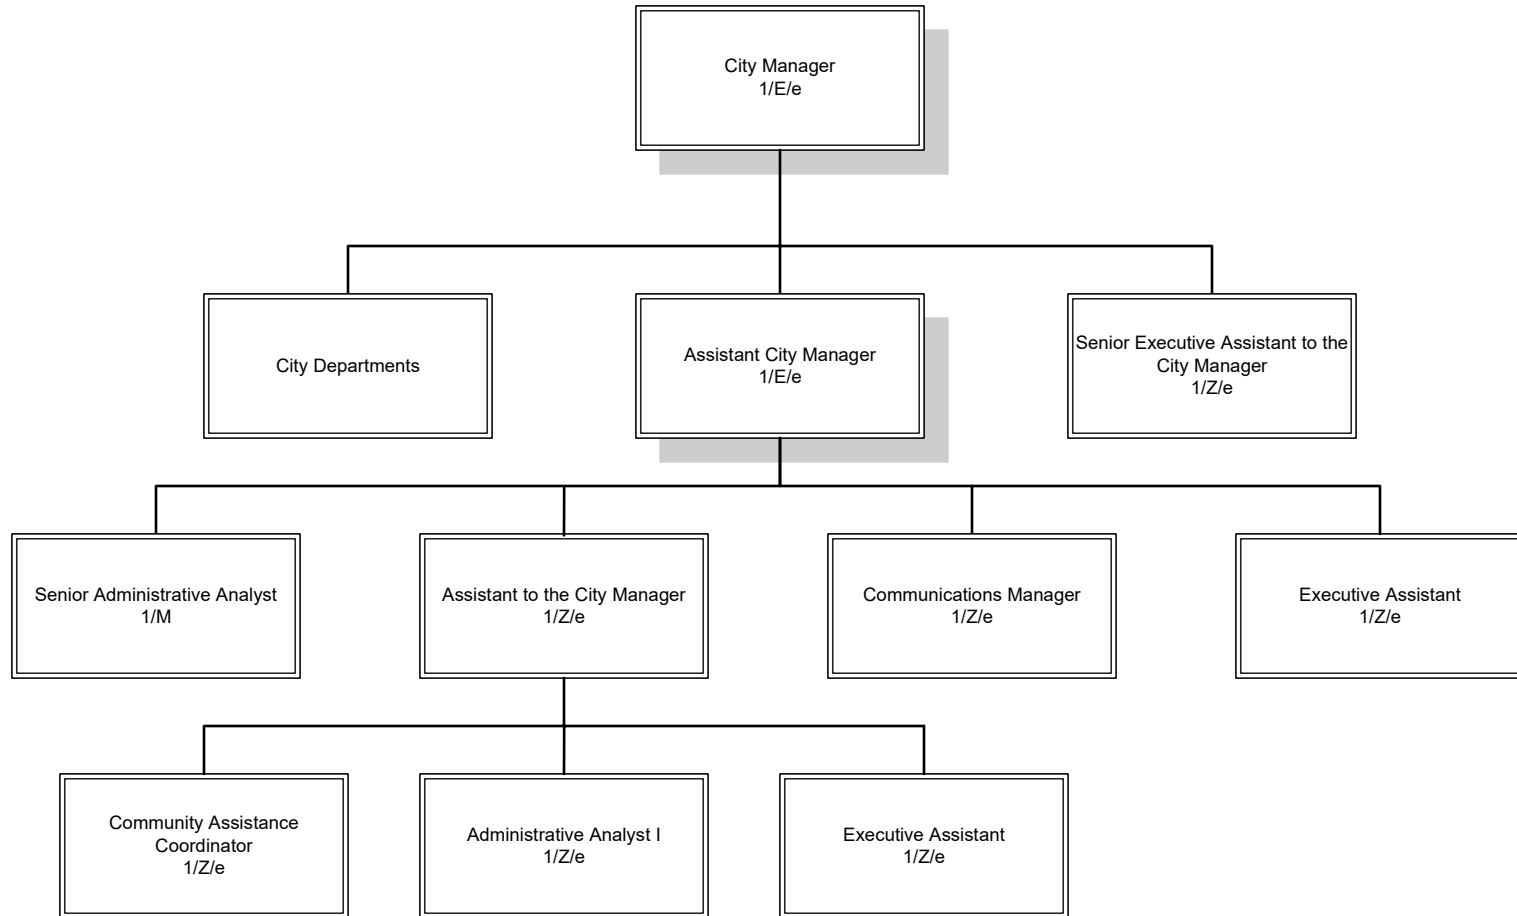 City Manager
1/E/e
City Departments
Assistant City Manager
1/E/e
Senior Executive Assistant to the
City Manager
1/Z/e
Senior Administrative Analyst
1/M
Assistant to the City Manager
1/Z/e
Communications Manager
1/Z/e
Executive Assistant
1/Z/e
Community Assistance
Coordinator
1/Z/e
Administrative Analyst I
1/Z/e
Executive Assistant
1/Z/e